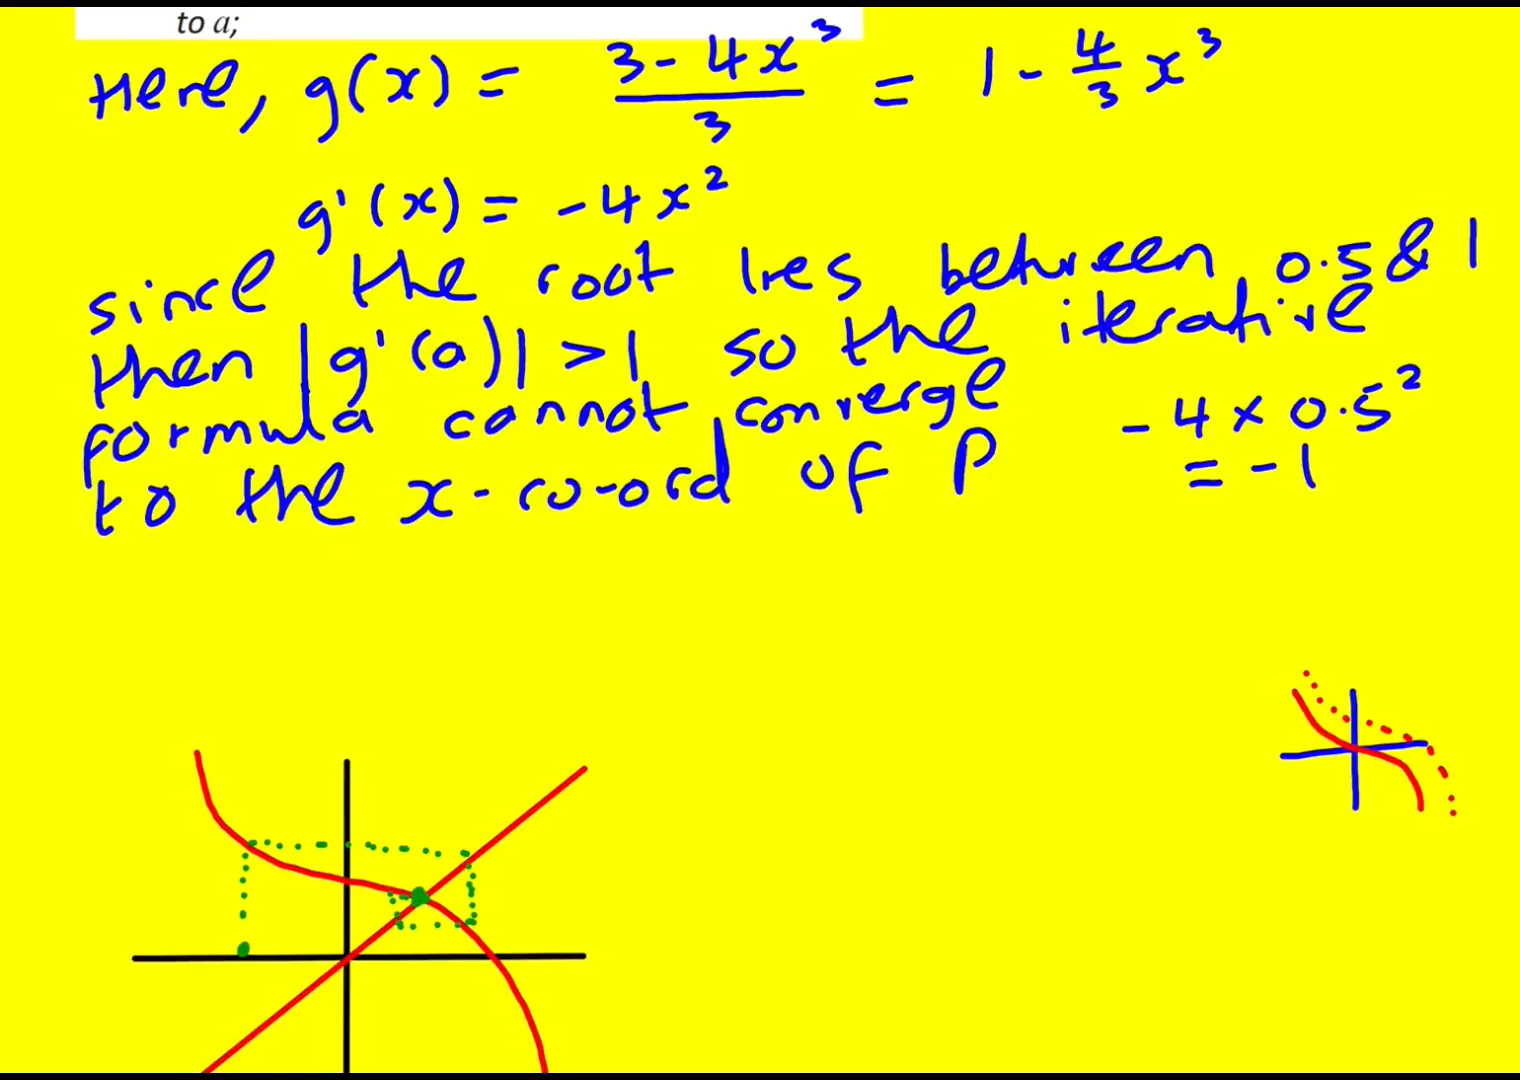 to a;
Here, g(x) = (3 - 4x³)/3 = 1 - 4/3 x³
g'(x) = -4x²
since the root lies between 0.5 & 1
then |g'(a)| > 1 so the iterative
formula cannot converge
to the x-co-ord of P
-4 × 0.5²
= -1